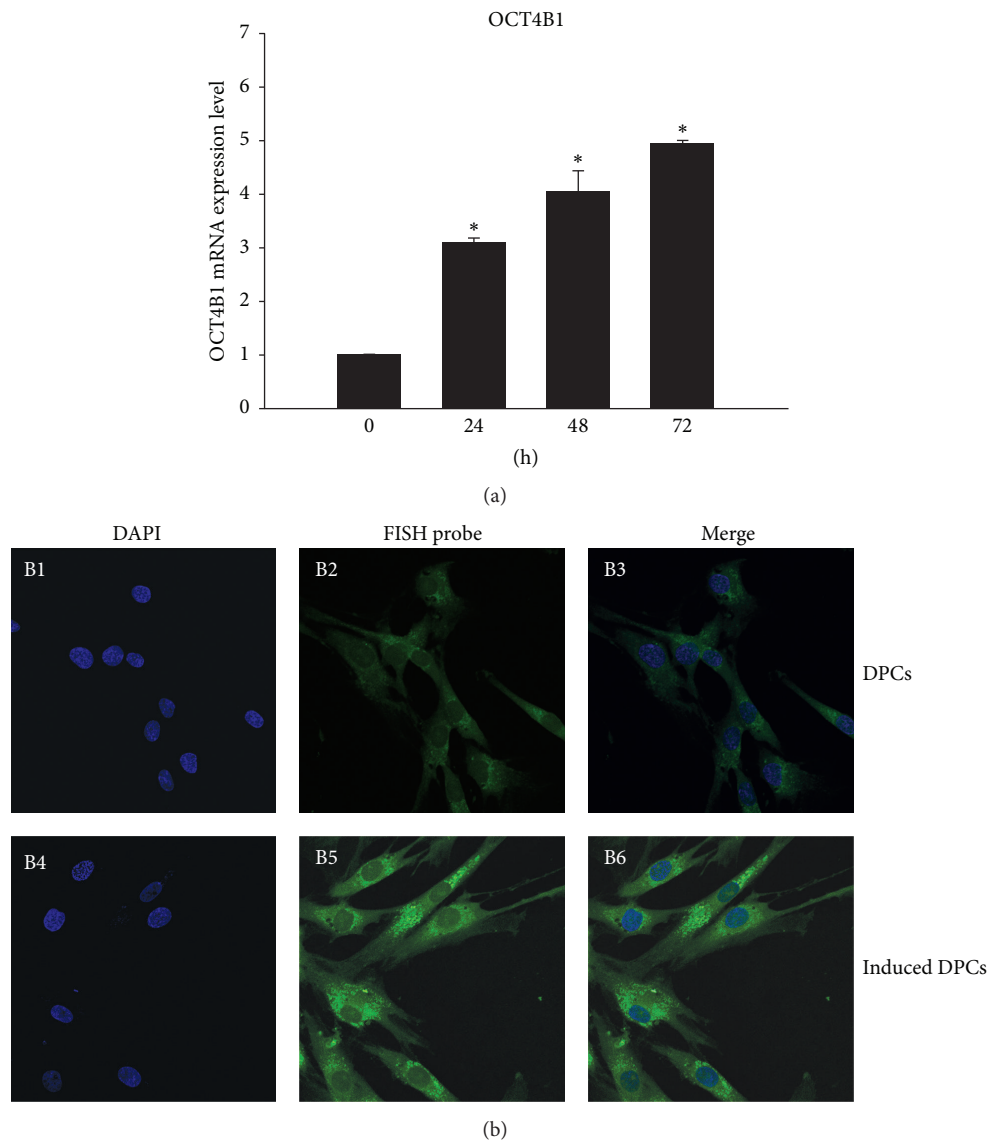 OCT4B1
OCT4B1 mRNA expression level
7
6
5
4
3
2
1
0
*
*
*
0 24 48 72
(h)
(a)
DAPI FISH probe Merge
B1 B2 B3
DPCs
B4 B5 B6
Induced DPCs
(b)